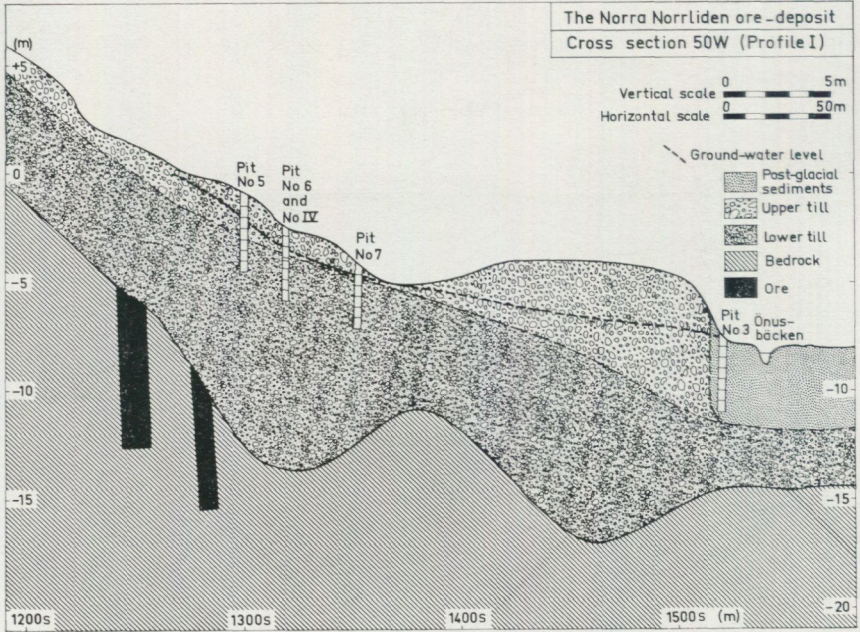 The Norra Norrliden ore-deposit
Cross section 50W (Profile I)
(m)
+5
0
5m
Vertical scale
0
50m
Horizontal scale
Ground-water level
Post-glacial
sediments
Upper till
Lower till
Bedrock
Ore
0
Pit
No 5
Pit
No 6
and
No IV
Pit
No 7
-5
Pit
No 3
Önus-
bäcken
-10
-10
-15
-15
-20
1200s
1300s
1400s
1500s (m)